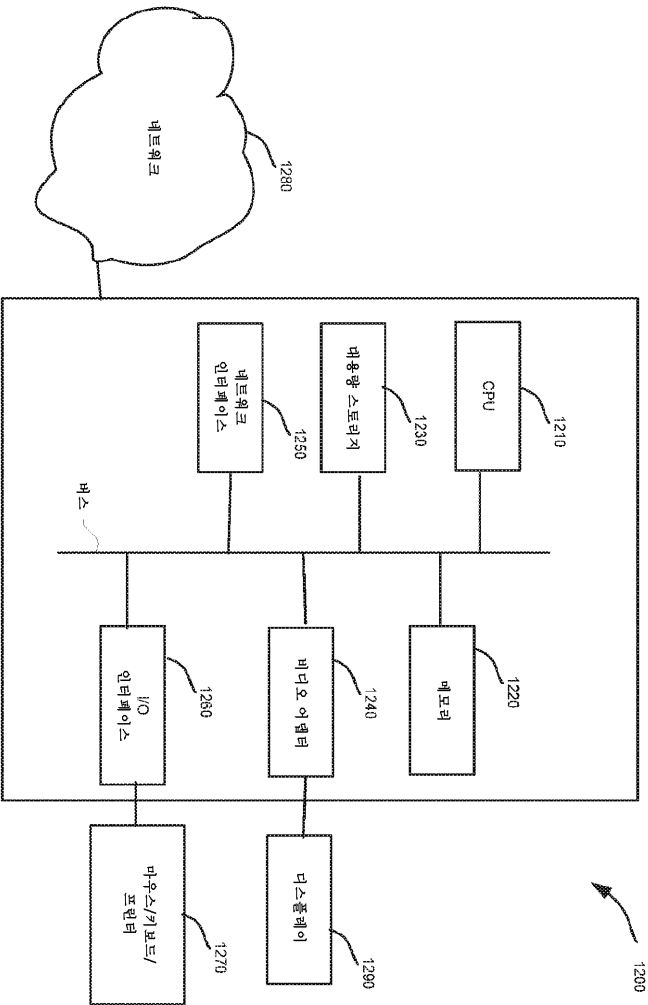 1200
CPU
1210
메모리
1220
대용량 스토리지
1230
비디오 어댑터
1240
디스플레이
1290
네트워크
인터페이스
1250
I/O
인터페이스
1260
마우스/키보드/
프린터
1270
버스
네트워크
1280